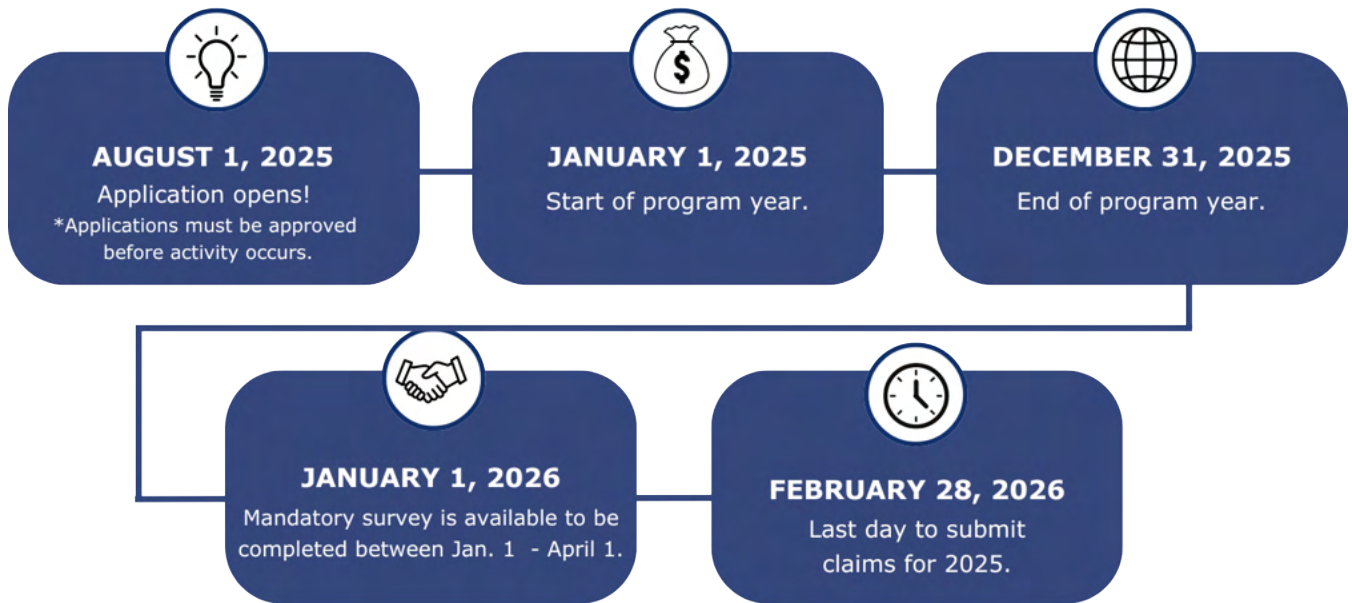 $
AUGUST 1, 2025
Application opens!
*Applications must be approved
before activity occurs.
JANUARY 1, 2025
Start of program year.
DECEMBER 31, 2025
End of program year.
JANUARY 1, 2026
Mandatory survey is available to be
completed between Jan. 1 - April 1.
FEBRUARY 28, 2026
Last day to submit
claims for 2025.